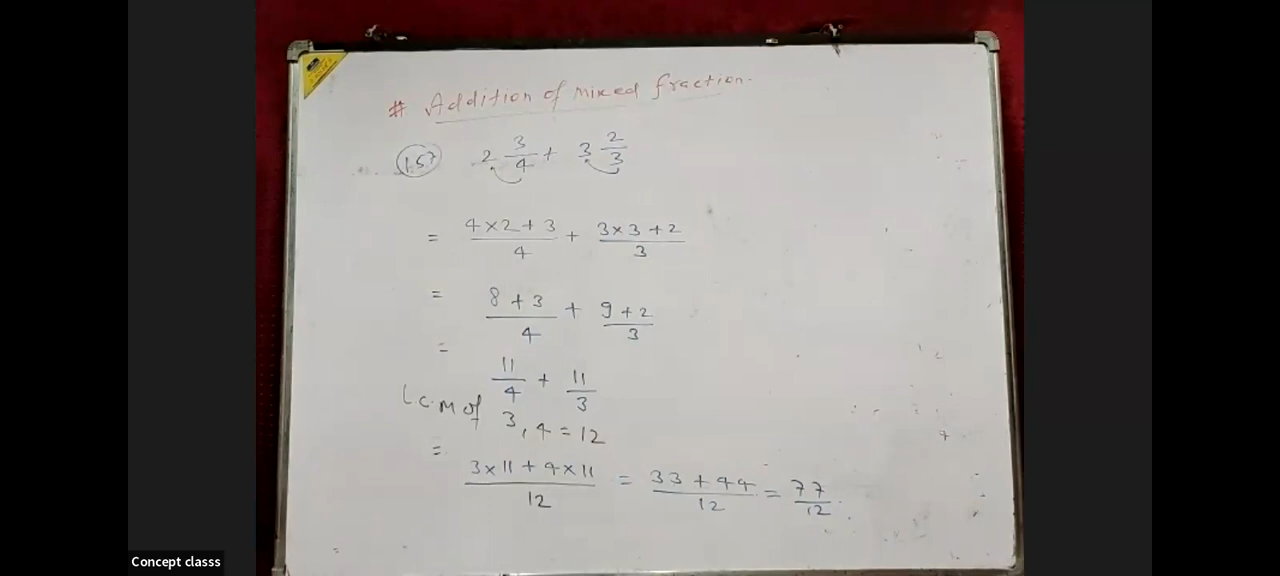 # Addition of mixed fraction.
1.5? 2 3/4 + 3 2/3
= 4×2+3/4 + 3×3+2/3
= 8+3/4 + 9+2/3
= 11/4 + 11/3
L.C.M of 3, 4 = 12
= 3×11+4×11/12 = 33+44/12 = 77/12.
Concept classs